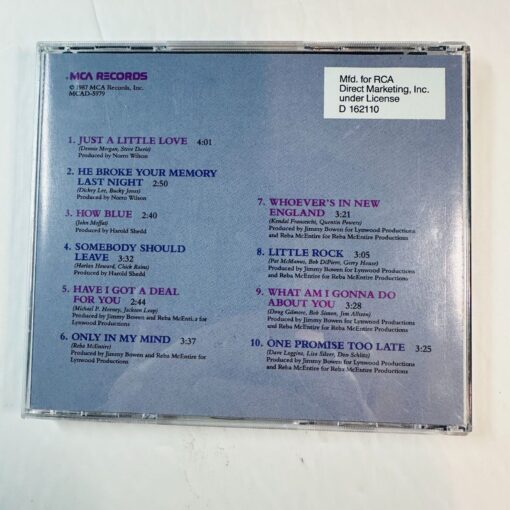 MCA RECORDS
© 1987 MCA Records, Inc.
MCAD-5979
Mfd. for RCA
Direct Marketing, Inc.
under License
D 162110
1. JUST A LITTLE LOVE 4:01
(Dennis Morgan, Steve Davis)
Produced by Norro Wilson
2. HE BROKE YOUR MEMORY
LAST NIGHT 2:50
(Dickey Lee, Bucky Jones)
Produced by Norro Wilson
3. HOW BLUE 2:40
(John Moffat)
Produced by Harold Shedd
4. SOMEBODY SHOULD
LEAVE 3:32
(Harlan Howard, Chick Rains)
Produced by Harold Shedd
5. HAVE I GOT A DEAL
FOR YOU 2:44
(Michael P. Heeney, Jackson Leap)
Produced by Jimmy Bowen and Reba McEntire for
Lynwood Productions
6. ONLY IN MY MIND 3:37
(Reba McEntire)
Produced by Jimmy Bowen and Reba McEntire for
Lynwood Productions
7. WHOEVER'S IN NEW
ENGLAND 3:21
(Kendal Franceschi, Quentin Powers)
Produced by Jimmy Bowen for Lynwood Productions
and Reba McEntire for Reba McEntire Productions
8. LITTLE ROCK 3:05
(Pat McManus, Bob DiPiero, Gerry House)
Produced by Jimmy Bowen for Lynwood Productions
and Reba McEntire for Reba McEntire Productions
9. WHAT AM I GONNA DO
ABOUT YOU 3:28
(Doug Gilmore, Bob Simon, Jim Allison)
Produced by Jimmy Bowen for Lynwood Productions
and Reba McEntire for Reba McEntire Productions
10. ONE PROMISE TOO LATE 3:25
(Dave Loggins, Lisa Silver, Don Schlitz)
Produced by Jimmy Bowen for Lynwood Productions
and Reba McEntire for Reba McEntire Productions